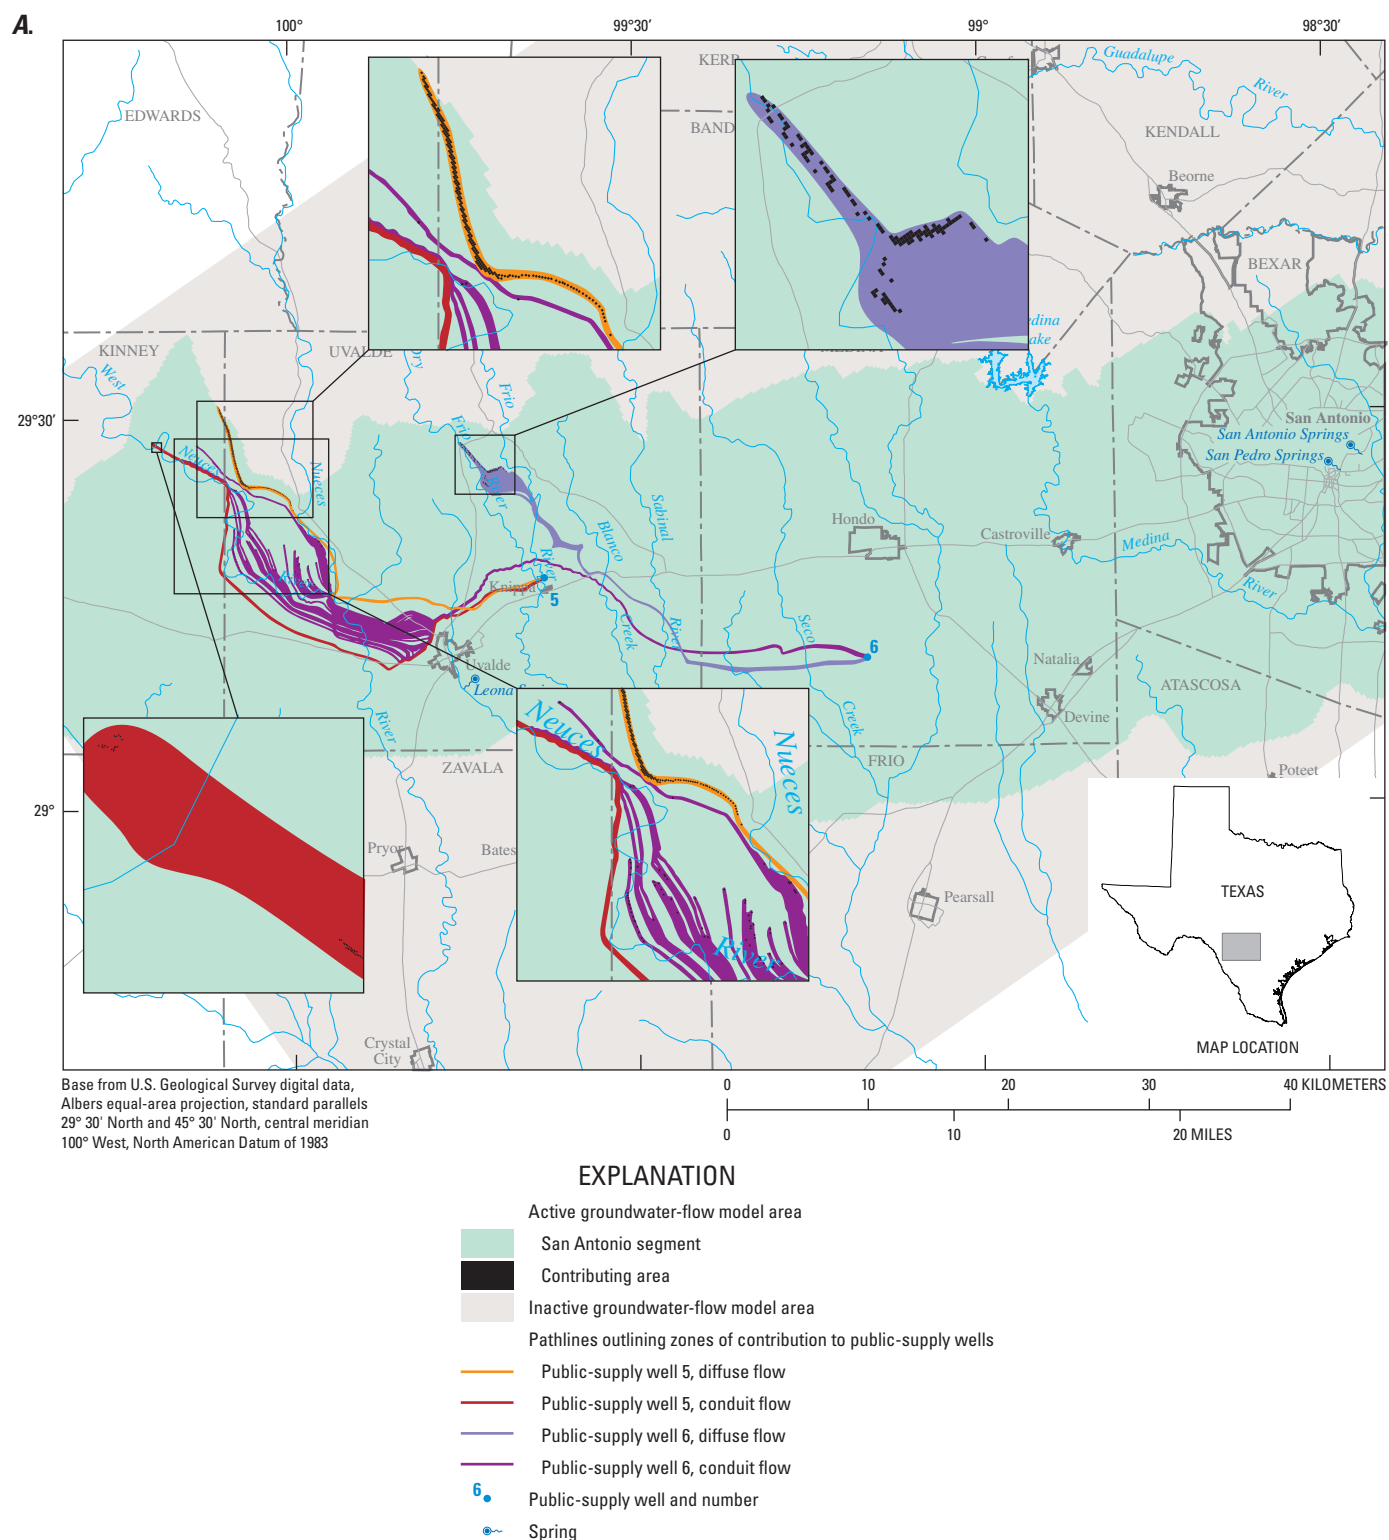 A.
100°
99°30'
99°
98°30'
KERR
Guadalupe
River
EDWARDS
BAND
KENDALL
Beorne
BEXAR
edina
ake
KINNEY
UVALDE
Dry
West
Frio
29°30'
Frio
San Antonio
San Antonio Springs
San Pedro Springs
Neuces
Nueces
River
Sabinal
Blanco
Hondo
Castroville
Medina
River
River
River
Knippa
5
Creek
River
Seco
6
Uvalde
Leona
Natalia
ATASCOSA
Devine
River
Neuces
Nueces
Creek
ZAVALA
FRIO
Poteet
29°
Pryor
Bates
Pearsall
TEXAS
River
Crystal
City
MAP LOCATION
Base from U.S. Geological Survey digital data,
Albers equal-area projection, standard parallels
29° 30' North and 45° 30' North, central meridian
100° West, North American Datum of 1983
0 10 20 30 40 KILOMETERS
0 10 20 MILES
EXPLANATION
Active groundwater-flow model area
San Antonio segment
Contributing area
Inactive groundwater-flow model area
Pathlines outlining zones of contribution to public-supply wells
Public-supply well 5, diffuse flow
Public-supply well 5, conduit flow
Public-supply well 6, diffuse flow
Public-supply well 6, conduit flow
6
Public-supply well and number
Spring